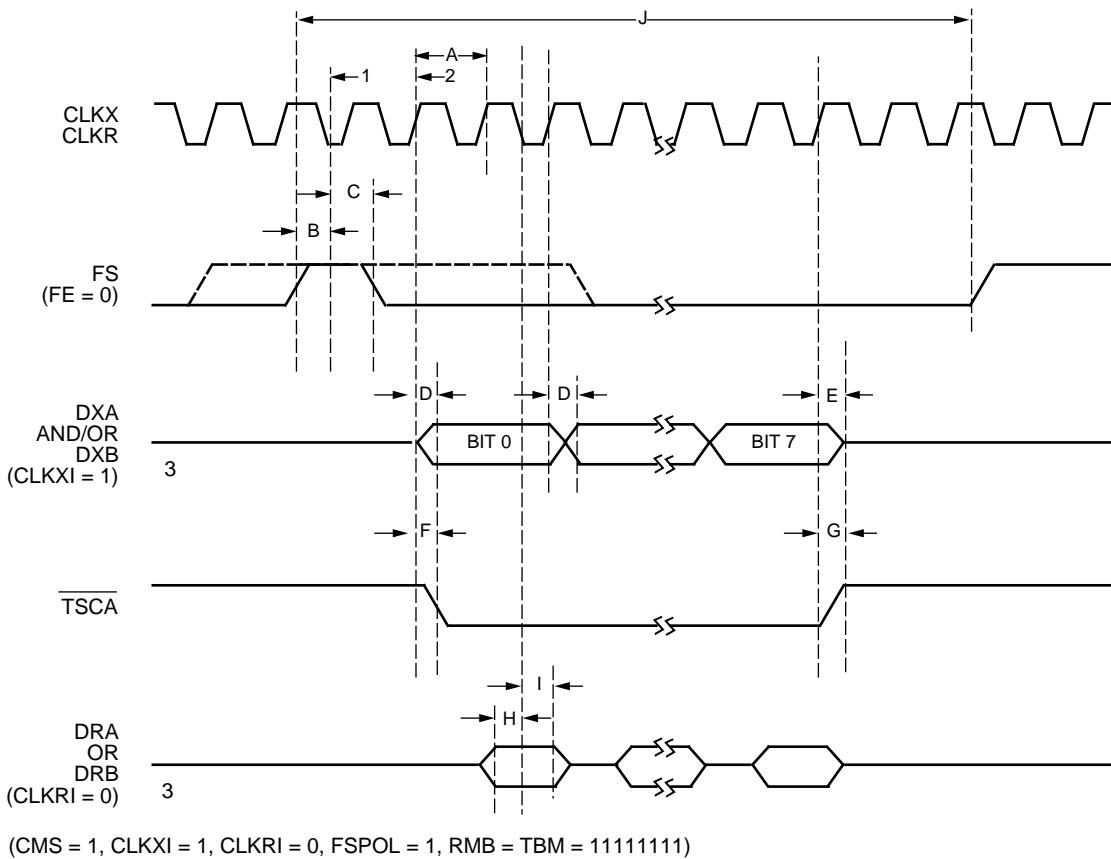 J
A
1
2
CLKX
CLKR
C
B
FS
(FE = 0)
D
D
E
DXA
AND/OR
DXB
(CLKXI = 1)
3
BIT 0
BIT 7
F
G
TSCA
I
H
DRA
OR
DRB
(CLKRI = 0)
3
(CMS = 1, CLKXI = 1, CLKRI = 0, FSPOL = 1, RMB = TBM = 11111111)